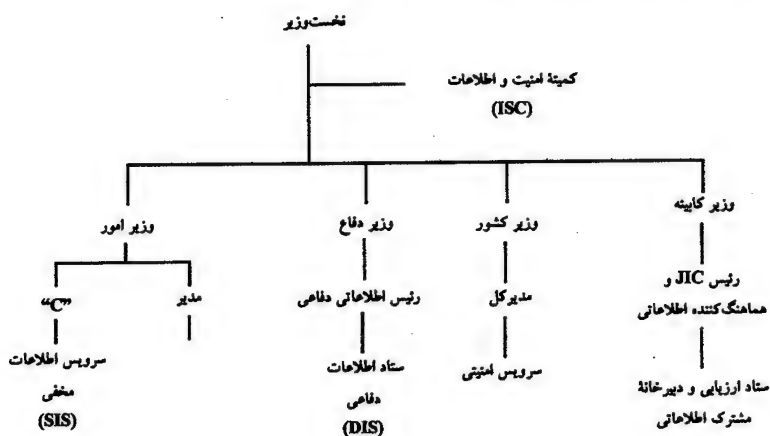 نخست‌وزیر
کمیتهٔ امنیت و اطلاعات
(ISC)
وزیر کابینه
وزیر کشور
وزیر دفاع
وزیر امور
رئیس JIC و
هماهنگ‌کننده اطلاعاتی
مدیرکل
رئیس اطلاعاتی دفاعی
مدیر
“C”
ستاد ارزیابی و دبیرخانهٔ
مشترک اطلاعاتی
سرویس امنیتی
ستاد اطلاعات
دفاعی
(DIS)
سرویس اطلاعات
مخفی
(SIS)